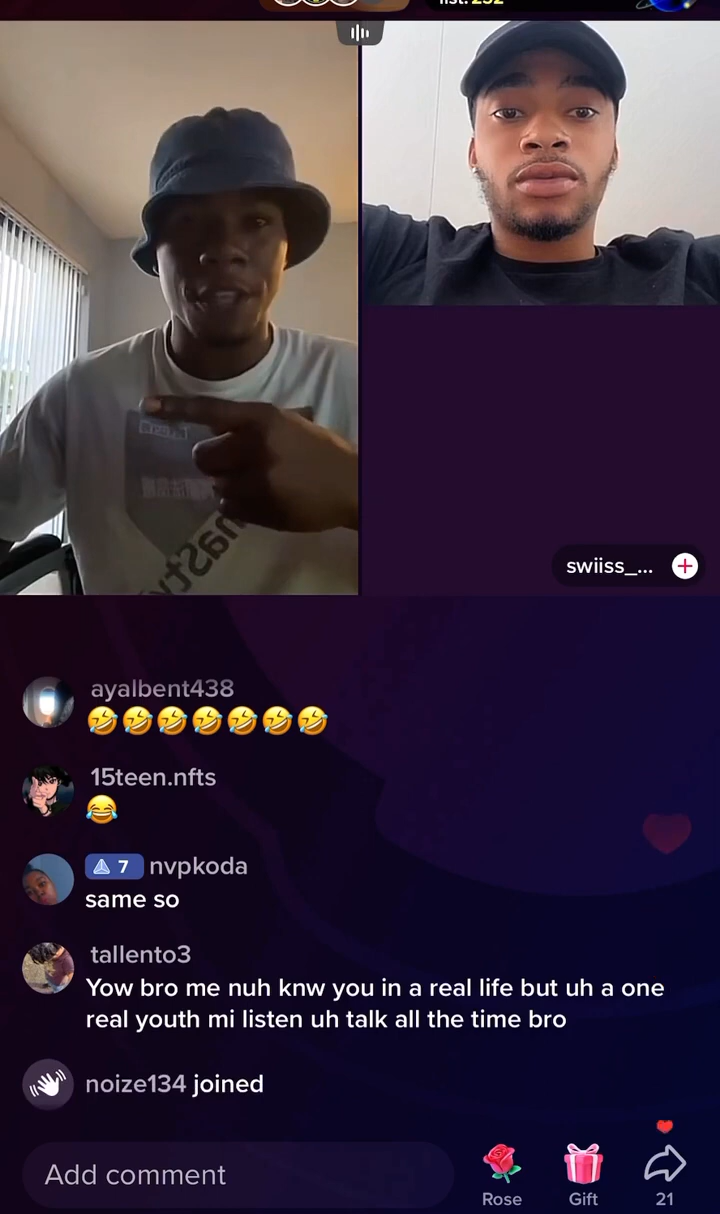 list: 252
swiiss_...
ayalbent438
🤣🤣🤣🤣🤣🤣🤣
15teen.nfts
😂
7 nvpkoda
same so
tallento3
Yow bro me nuh knw you in a real life but uh a one
real youth mi listen uh talk all the time bro
noize134 joined
Add comment
Rose
Gift
21